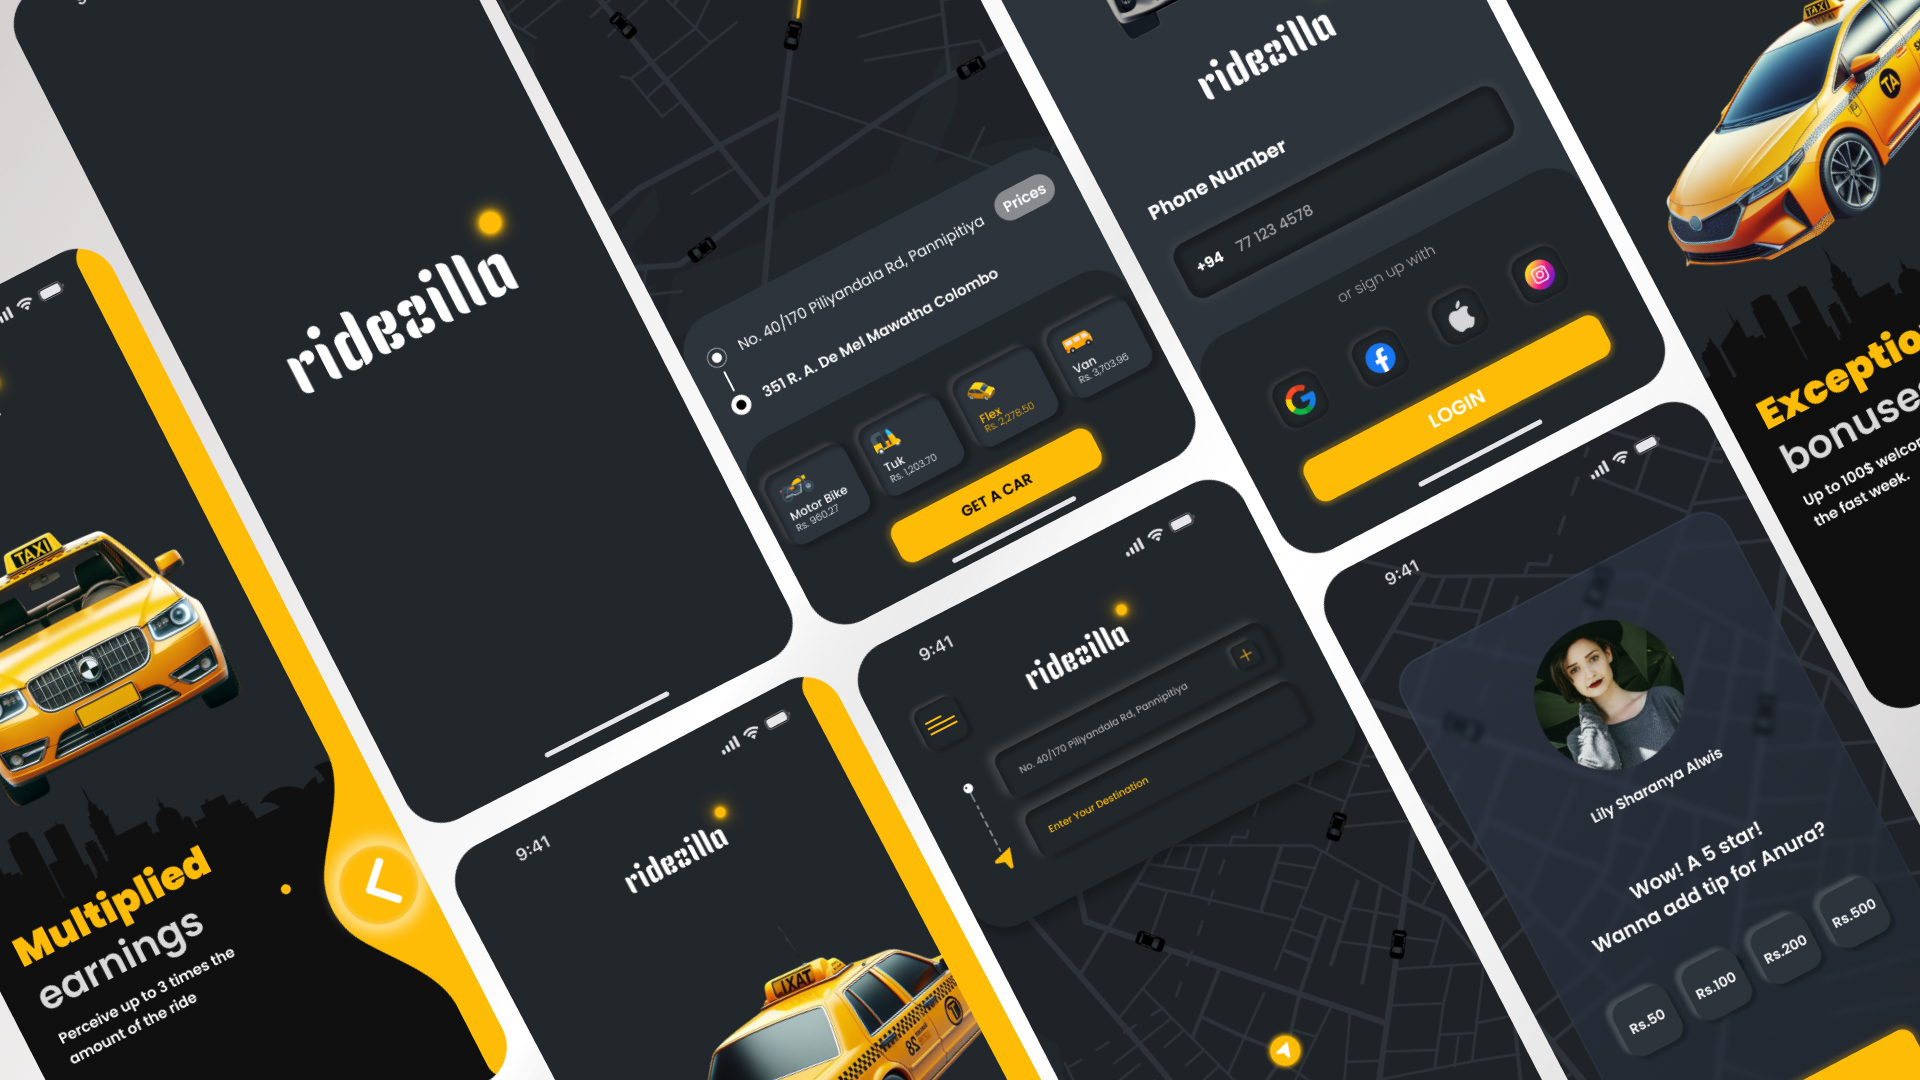 TAXI
Multiplied
earnings
Perceive up to 3 times the
amount of the ride
ridezilla
9:41
ridezilla
TAXI
28
No. 40/170 Piliyandala Rd, Pannipitiya
Prices
351 R. A. De Mel Mawatha Colombo
Motor Bike
Rs. 960.27
Tuk
Rs. 1,203.70
Flex
Rs. 2,278.50
Van
Rs. 3,703.96
GET A CAR
9:41
ridezilla
No. 40/170 Piliyandala Rd, Pannipitiya
+
Enter Your Destination
ridezilla
Phone Number
+94 77 123 4578
or sign up with
LOGIN
9:41
Lily Sharanya Alwis
Wow! A 5 star!
Wanna add tip for Anura?
Rs.50
Rs.100
Rs.200
Rs.500
TAXI
TA
Exceptio
bonuse
Up to 100$ welcom
the fast week.